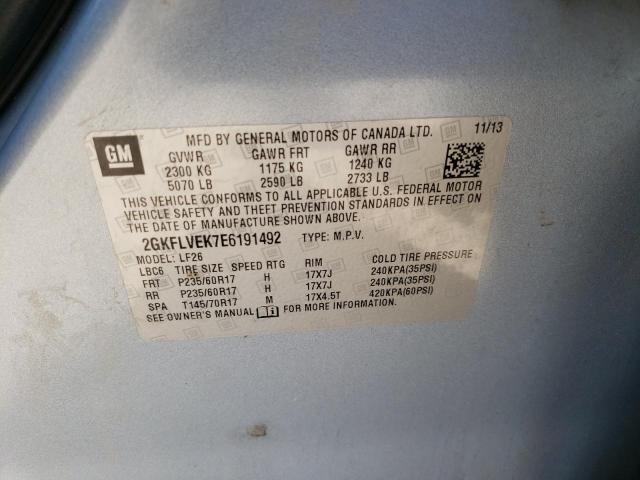 GM
MFD BY GENERAL MOTORS OF CANADA LTD. 11/13
GVWR GAWR FRT GAWR RR
2300 KG 1175 KG 1240 KG
5070 LB 2590 LB 2733 LB
THIS VEHICLE CONFORMS TO ALL APPLICABLE U.S. FEDERAL MOTOR
VEHICLE SAFETY AND THEFT PREVENTION STANDARDS IN EFFECT ON
THE DATE OF MANUFACTURE SHOWN ABOVE.
2GKFLVEK7E6191492 TYPE: M.P.V.
MODEL: LF26
LBC6 TIRE SIZE SPEED RTG RIM COLD TIRE PRESSURE
FRT P235/60R17 H 17X7J 240KPA(35PSI)
RR P235/60R17 H 17X7J 240KPA(35PSI)
SPA T145/70R17 M 17X4.5T 420KPA(60PSI)
SEE OWNER'S MANUAL FOR MORE INFORMATION.